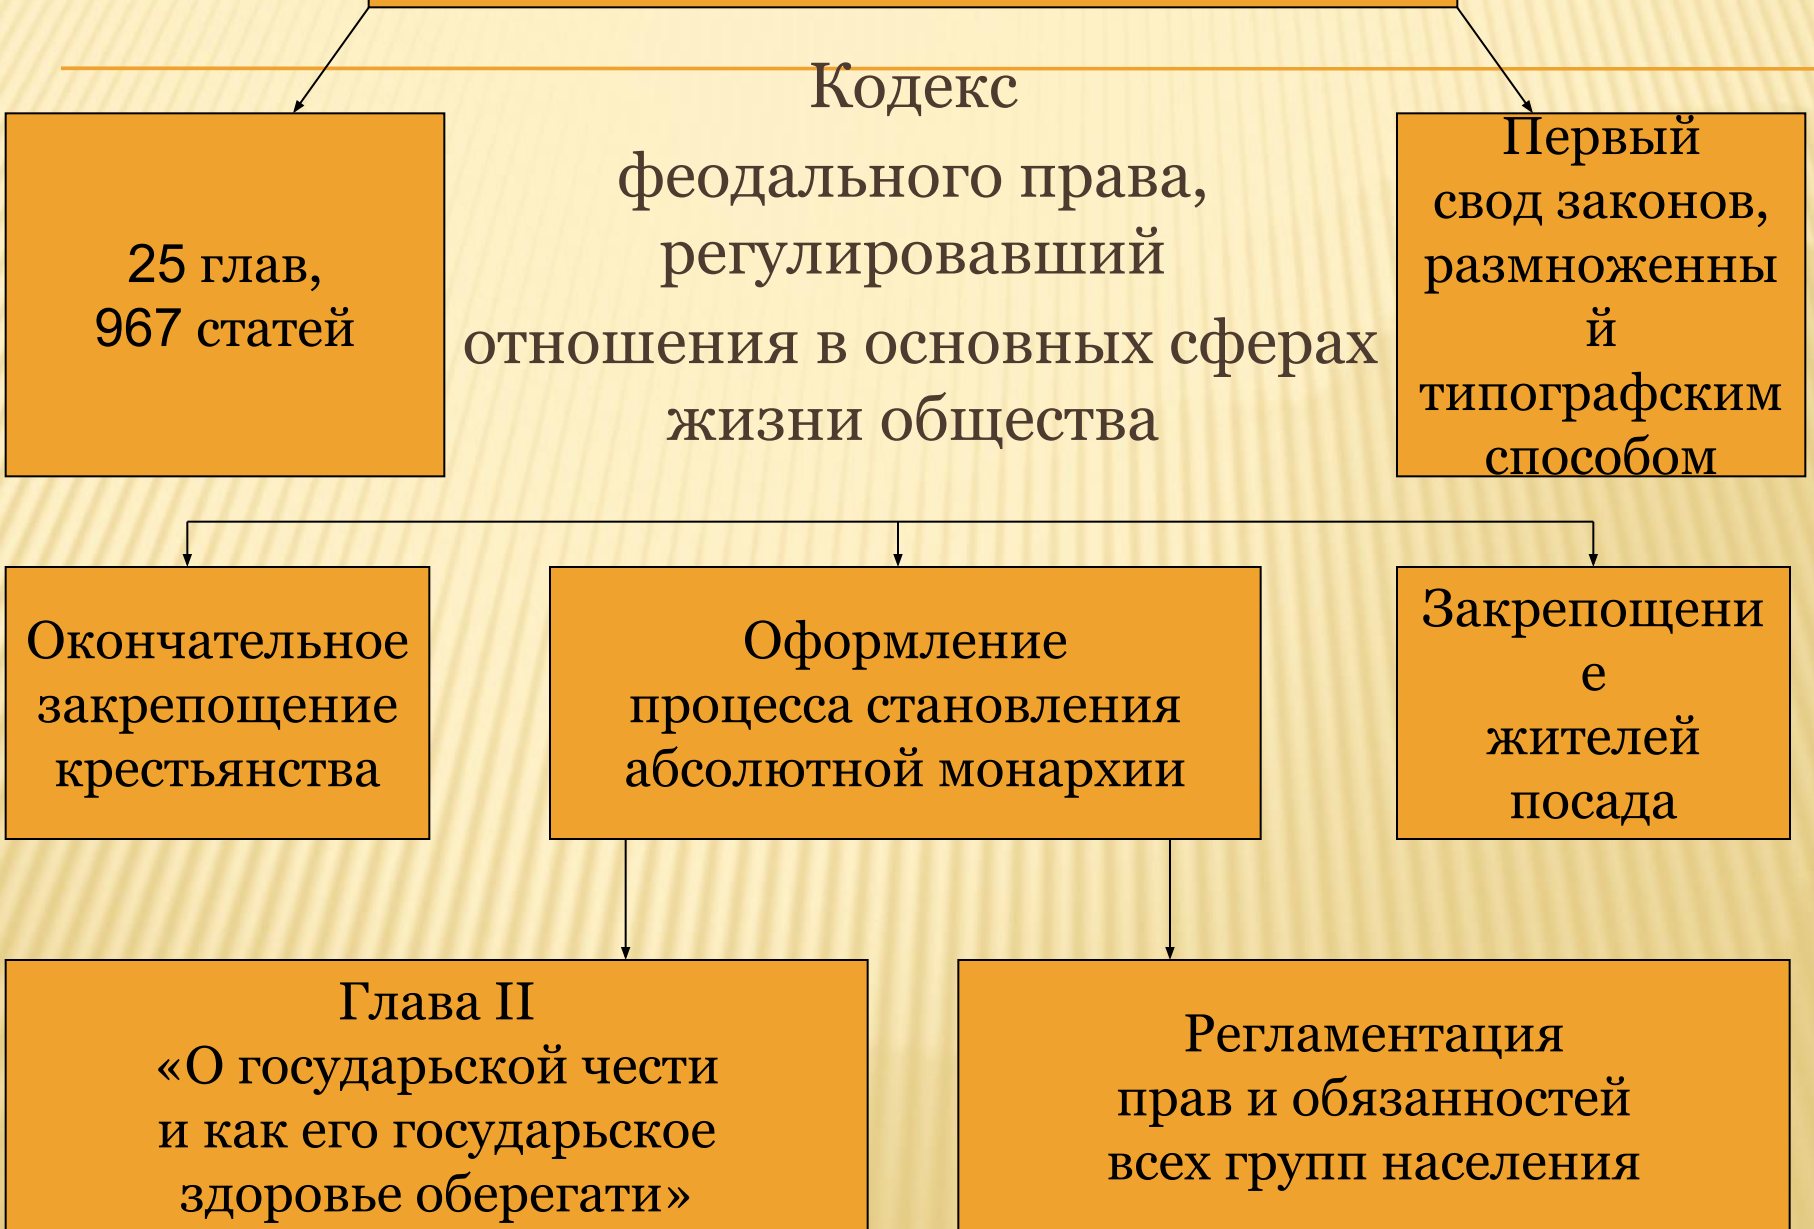 Кодекс
феодального права,
регулировавший
отношения в основных сферах
жизни общества
25 глав,
967 статей
Первый
свод законов,
размноженны
й
типографским
способом
Окончательное
закрепощение
крестьянства
Оформление
процесса становления
абсолютной монархии
Закрепощени
е
жителей
посада
Глава II
«О государьской чести
и как его государьское
здоровье оберегати»
Регламентация
прав и обязанностей
всех групп населения